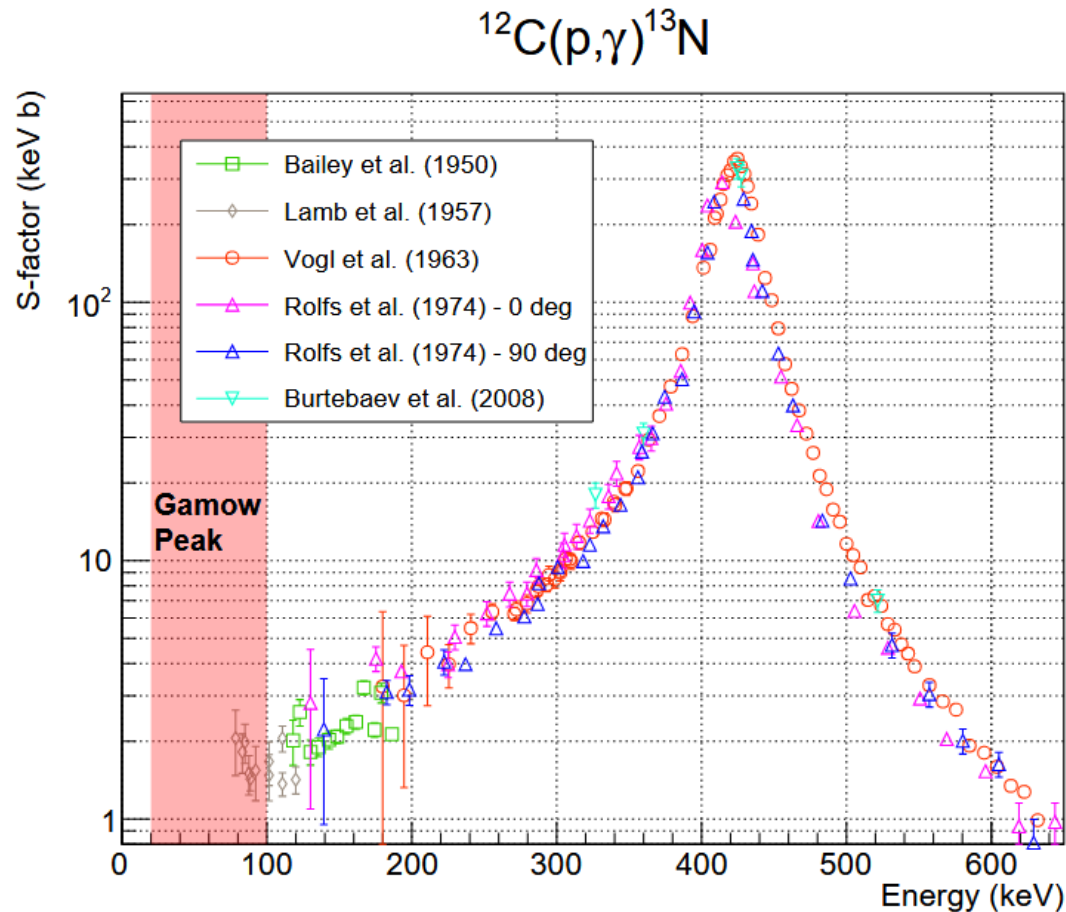 ¹²C(p,γ)¹³N
S-factor (keV b)
10²
10
1
Bailey et al. (1950)
Lamb et al. (1957)
Vogl et al. (1963)
Rolfs et al. (1974) - 0 deg
Rolfs et al. (1974) - 90 deg
Burtebaev et al. (2008)
Gamow
Peak
0 100 200 300 400 500 600
Energy (keV)